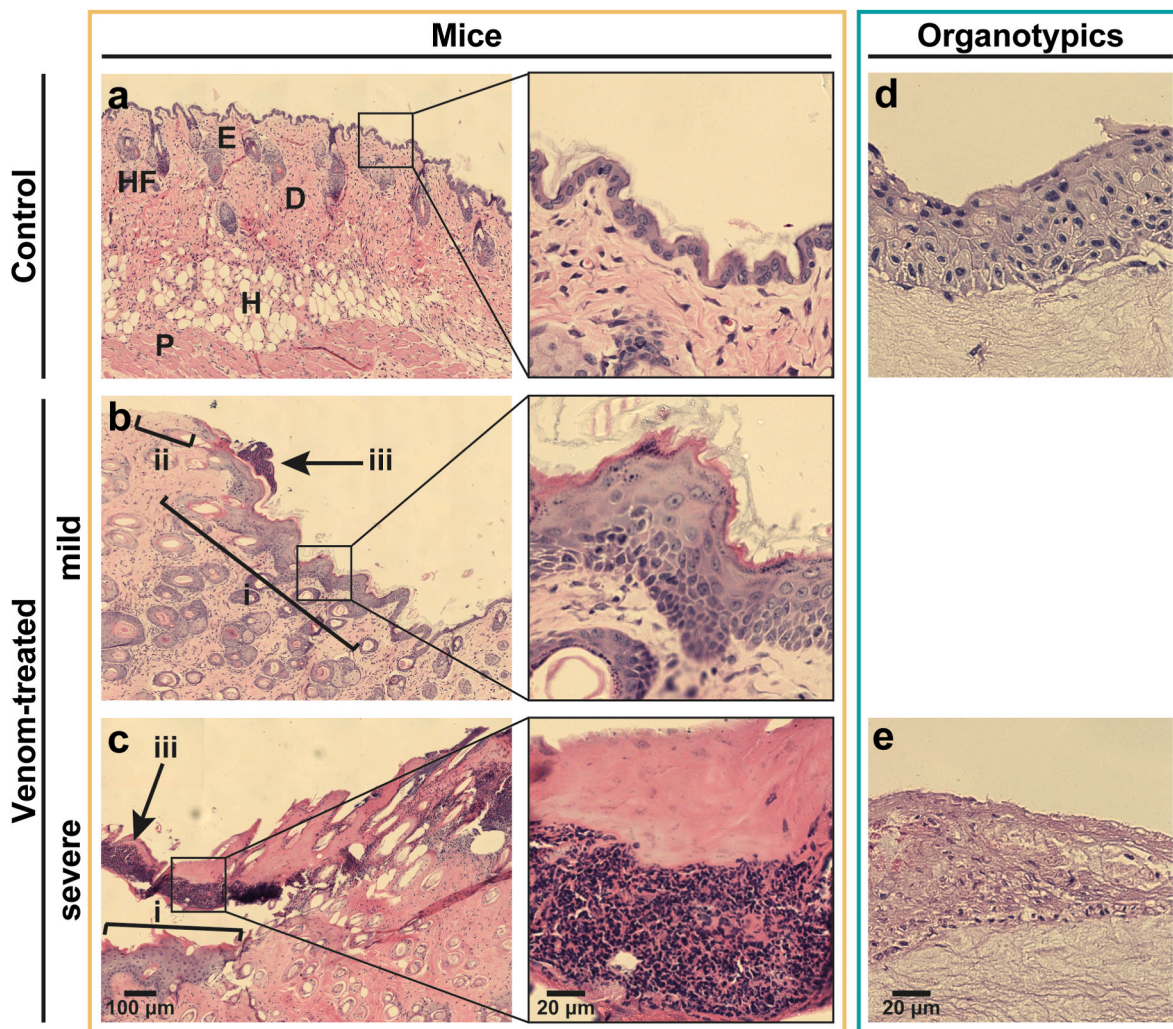 Mice
Organotypics
Control
Venom-treated
mild
severe
a
E
HF
D
H
P
d
b
ii
iii
i
c
iii
i
100 µm
20 µm
e
20 µm